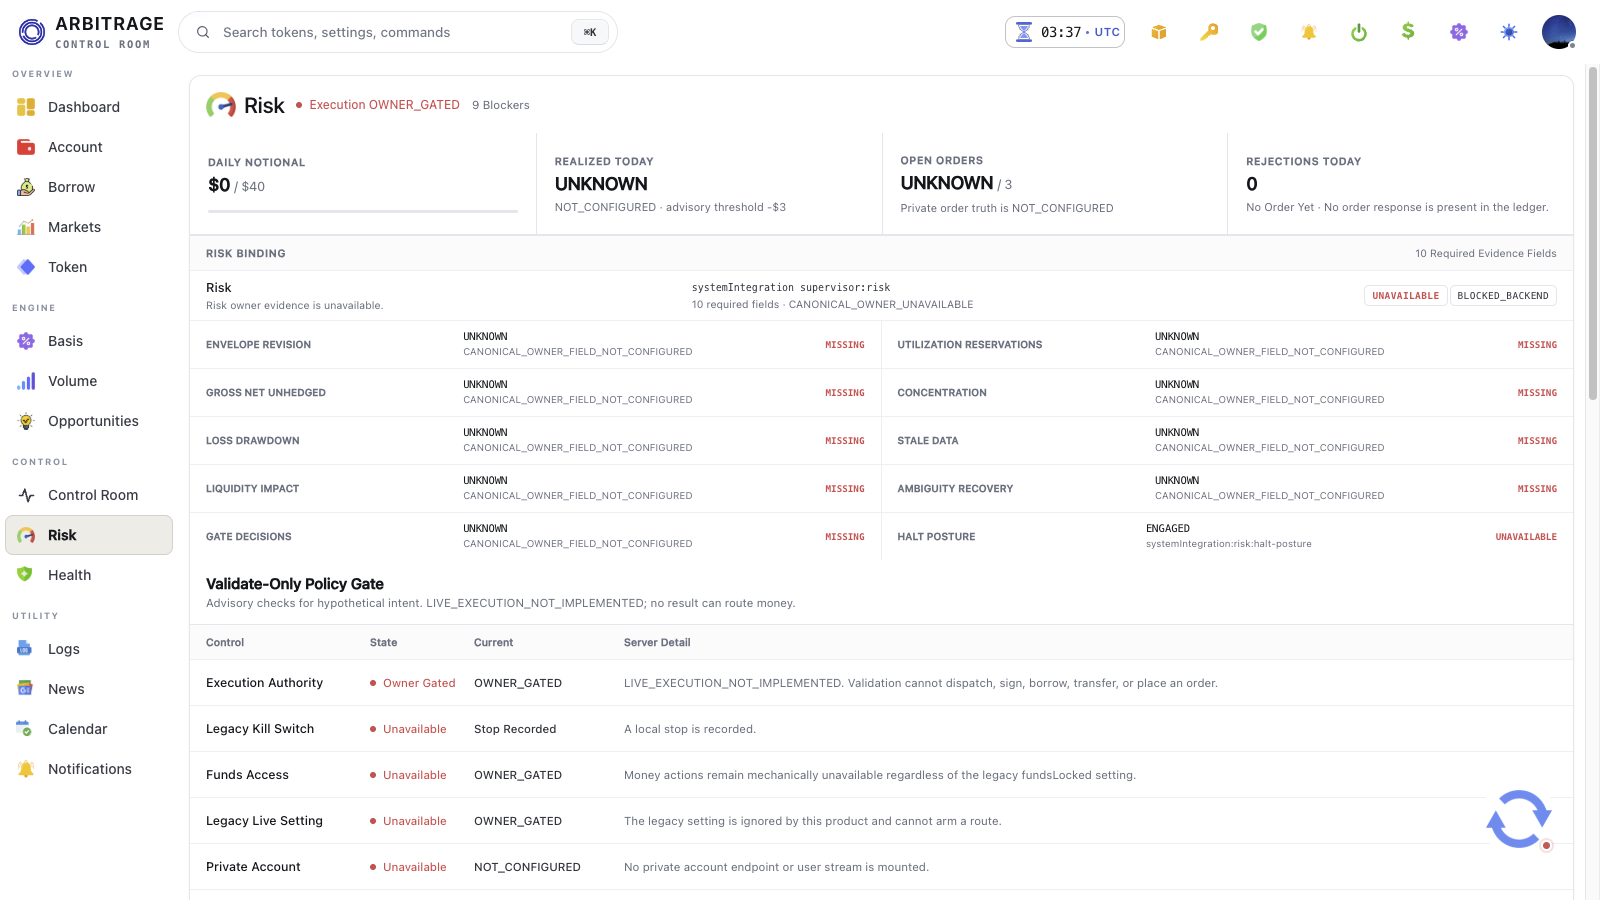 ARBITRAGE
CONTROL ROOM
Search tokens, settings, commands
⌘K
03:37 • UTC
OVERVIEW
Dashboard
Account
Borrow
Markets
Token
ENGINE
Basis
Volume
Opportunities
CONTROL
Control Room
Risk
Health
UTILITY
Logs
News
Calendar
Notifications
Risk
Execution OWNER_GATED
9 Blockers
DAILY NOTIONAL
$0 / $40
REALIZED TODAY
UNKNOWN
NOT_CONFIGURED · advisory threshold -$3
OPEN ORDERS
UNKNOWN / 3
Private order truth is NOT_CONFIGURED
REJECTIONS TODAY
0
No Order Yet · No order response is present in the ledger.
RISK BINDING
10 Required Evidence Fields
Risk
Risk owner evidence is unavailable.
systemIntegration supervisor:risk
10 required fields · CANONICAL_OWNER_UNAVAILABLE
UNAVAILABLE
BLOCKED_BACKEND
ENVELOPE REVISION
UNKNOWN
CANONICAL_OWNER_FIELD_NOT_CONFIGURED
MISSING
UTILIZATION RESERVATIONS
UNKNOWN
CANONICAL_OWNER_FIELD_NOT_CONFIGURED
MISSING
GROSS NET UNHEDGED
UNKNOWN
CANONICAL_OWNER_FIELD_NOT_CONFIGURED
MISSING
CONCENTRATION
UNKNOWN
CANONICAL_OWNER_FIELD_NOT_CONFIGURED
MISSING
LOSS DRAWDOWN
UNKNOWN
CANONICAL_OWNER_FIELD_NOT_CONFIGURED
MISSING
STALE DATA
UNKNOWN
CANONICAL_OWNER_FIELD_NOT_CONFIGURED
MISSING
LIQUIDITY IMPACT
UNKNOWN
CANONICAL_OWNER_FIELD_NOT_CONFIGURED
MISSING
AMBIGUITY RECOVERY
UNKNOWN
CANONICAL_OWNER_FIELD_NOT_CONFIGURED
MISSING
GATE DECISIONS
UNKNOWN
CANONICAL_OWNER_FIELD_NOT_CONFIGURED
MISSING
HALT POSTURE
ENGAGED
systemIntegration:risk:halt-posture
UNAVAILABLE
Validate-Only Policy Gate
Advisory checks for hypothetical intent. LIVE_EXECUTION_NOT_IMPLEMENTED; no result can route money.
Control State Current Server Detail
Execution Authority Owner Gated OWNER_GATED LIVE_EXECUTION_NOT_IMPLEMENTED. Validation cannot dispatch, sign, borrow, transfer, or place an order.
Legacy Kill Switch Unavailable Stop Recorded A local stop is recorded.
Funds Access Unavailable OWNER_GATED Money actions remain mechanically unavailable regardless of the legacy fundsLocked setting.
Legacy Live Setting Unavailable OWNER_GATED The legacy setting is ignored by this product and cannot arm a route.
Private Account Unavailable NOT_CONFIGURED No private account endpoint or user stream is mounted.